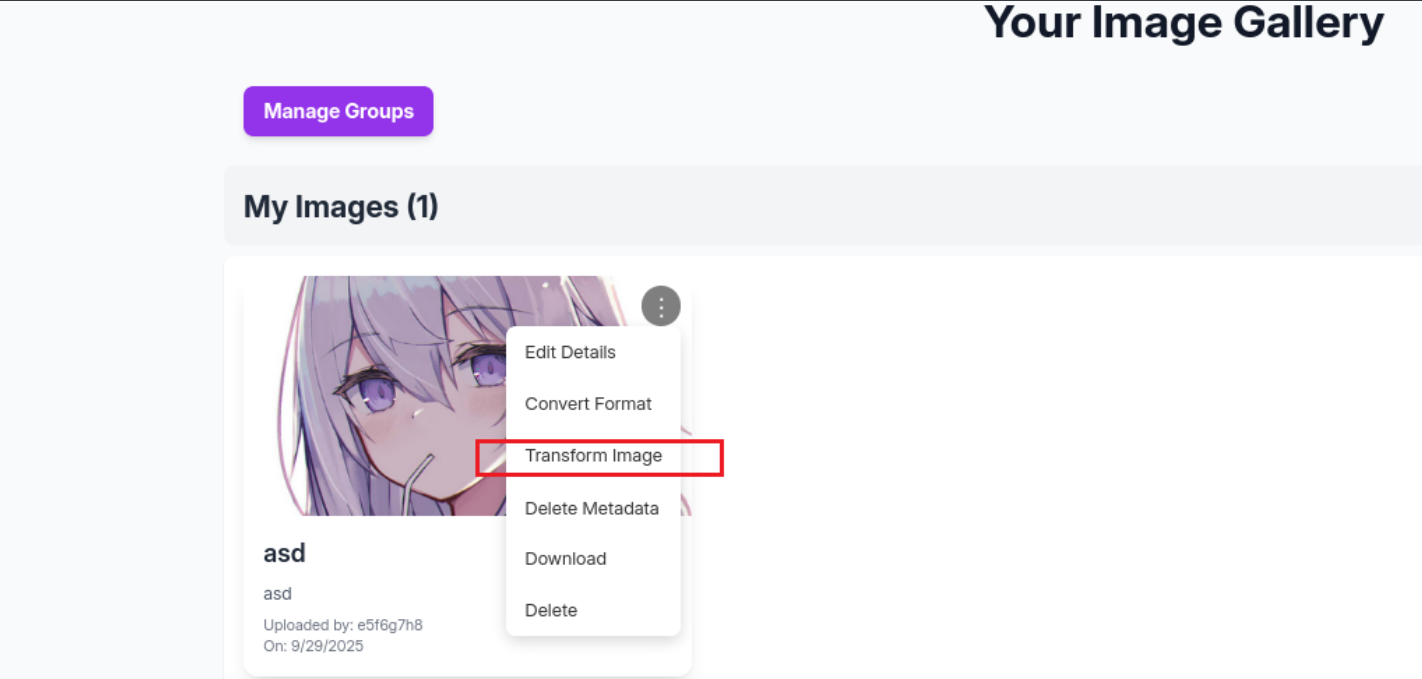 Your Image Gallery
Manage Groups
My Images (1)
Edit Details
Convert Format
Transform Image
Delete Metadata
Download
Delete
asd
asd
Uploaded by: e5f6g7h8
On: 9/29/2025